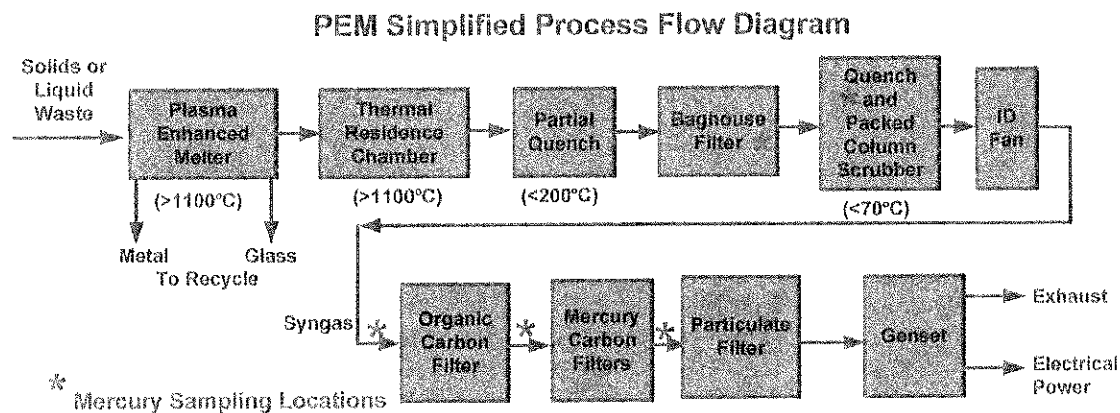 PEM Simplified Process Flow Diagram
Solids or
Liquid
Waste
Plasma
Enhanced
Melter
Thermal
Residence
Chamber
Partial
Quench
Baghouse
Filter
Quench
and
Packed
Column
Scrubber
ID
Fan
(>1100°C)
(>1100°C)
(<200°C)
(<70°C)
Metal
Glass
To Recycle
Syngas
*
Organic
Carbon
Filter
*
Mercury
Carbon
Filters
*
Particulate
Filter
Genset
Exhaust
Electrical
Power
* Mercury Sampling Locations